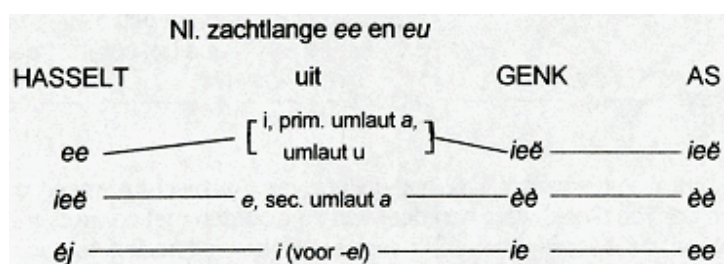 Nl. zachtlange ee en eu
HASSELT uit GENK AS
i, prim. umlaut a,
ee [ umlaut u ] ieë ieë
ieë e, sec. umlaut a èè èè
éj i (voor -el) ie ee